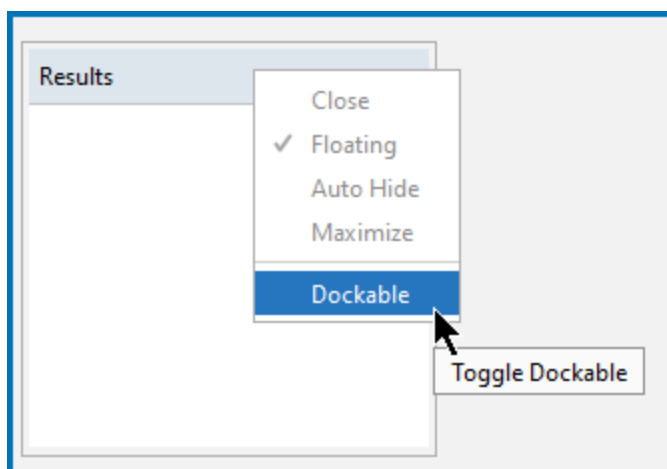 Results
Close
✓ Floating
Auto Hide
Maximize
Dockable
Toggle Dockable